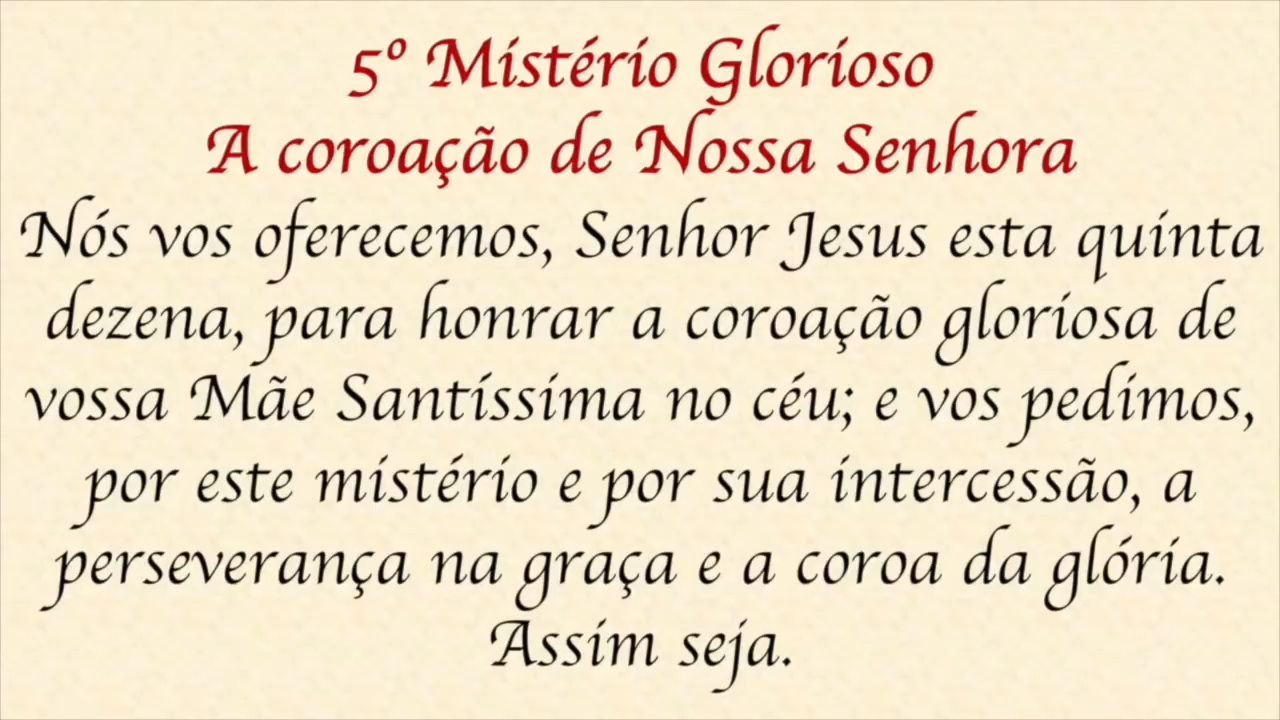 5º Mistério Glorioso
A coroação de Nossa Senhora
Nós vos oferecemos, Senhor Jesus esta quinta
dezena, para honrar a coroação gloriosa de
vossa Mãe Santíssima no céu; e vos pedimos,
por este mistério e por sua intercessão, a
perseverança na graça e a coroa da glória.
Assim seja.